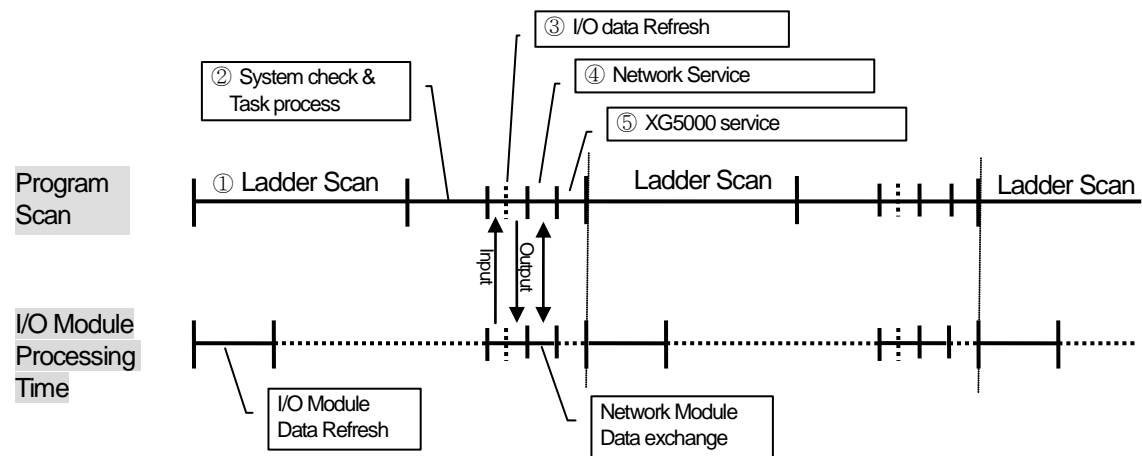 ③ I/O data Refresh
② System check &
Task process
④ Network Service
⑤ XG5000 service
Program
Scan
① Ladder Scan
Ladder Scan
Ladder Scan
Input
Output
I/O Module
Processing
Time
I/O Module
Data Refresh
Network Module
Data exchange